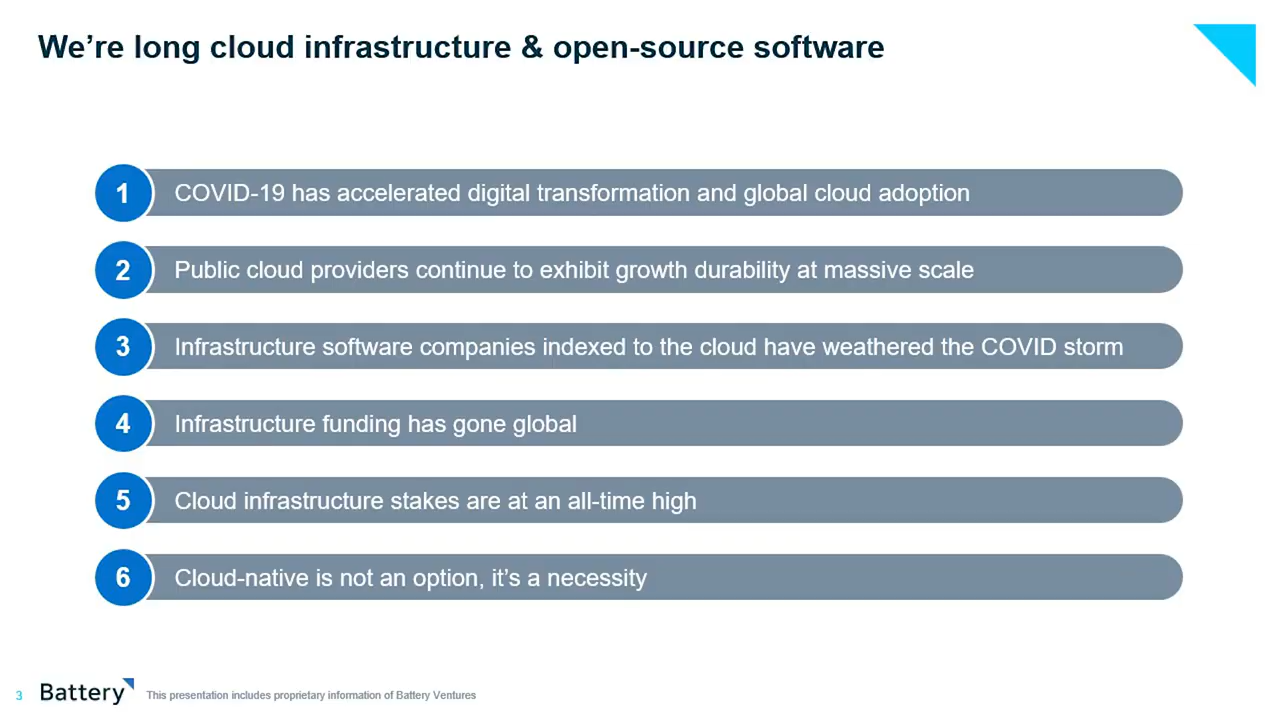 We’re long cloud infrastructure & open-source software
1
COVID-19 has accelerated digital transformation and global cloud adoption
2
Public cloud providers continue to exhibit growth durability at massive scale
3
Infrastructure software companies indexed to the cloud have weathered the COVID storm
4
Infrastructure funding has gone global
5
Cloud infrastructure stakes are at an all-time high
6
Cloud-native is not an option, it’s a necessity
3
Battery
This presentation includes proprietary information of Battery Ventures